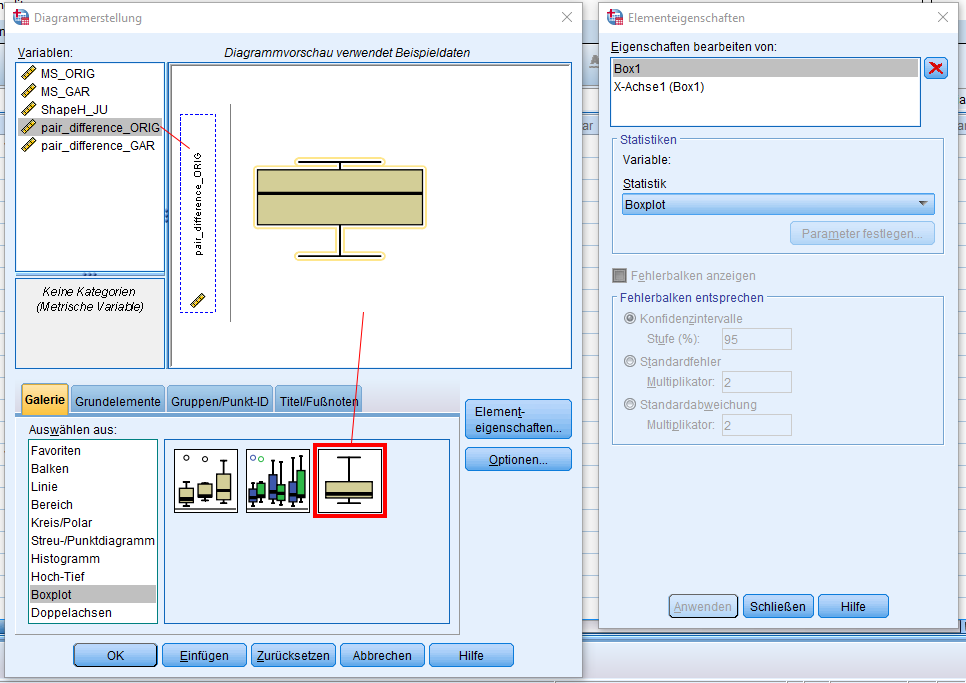 Diagrammerstellung
Variablen:
Diagrammvorschau verwendet Beispieldaten
MS_ORIG
MS_GAR
ShapeH_JU
pair_difference_ORIG
pair_difference_GAR
pair_difference_ORIG
Keine Kategorien
(Metrische Variable)
Galerie
Grundelemente
Gruppen/Punkt-ID
Titel/Fußnoten
Element-
eigenschaften...
Optionen...
Auswählen aus:
Favoriten
Balken
Linie
Bereich
Kreis/Polar
Streu-/Punktdiagramm
Histogramm
Hoch-Tief
Boxplot
Doppelachsen
OK
Einfügen
Zurücksetzen
Abbrechen
Hilfe
Elementeigenschaften
Eigenschaften bearbeiten von:
Box1
X-Achse1 (Box1)
Statistiken
Variable:
Statistik
Boxplot
Parameter festlegen...
Fehlerbalken anzeigen
Fehlerbalken entsprechen
Konfidenzintervalle
Stufe (%): 95
Standardfehler
Multiplikator: 2
Standardabweichung
Multiplikator: 2
Anwenden
Schließen
Hilfe